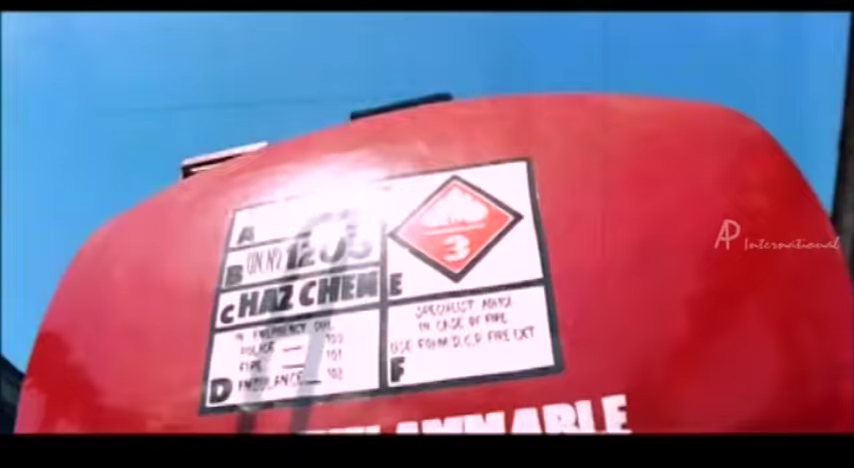 A
B UN.NO 1203
C HAZ CHEM
IN EMERGENCY DIAL
POLICE — 100
FIRE — 101
D AMBULANCE — 102
3
E
SPECIALIST ADVICE
IN CASE OF FIRE
USE FOAM D.C.P. FIRE EXT
F
AP International